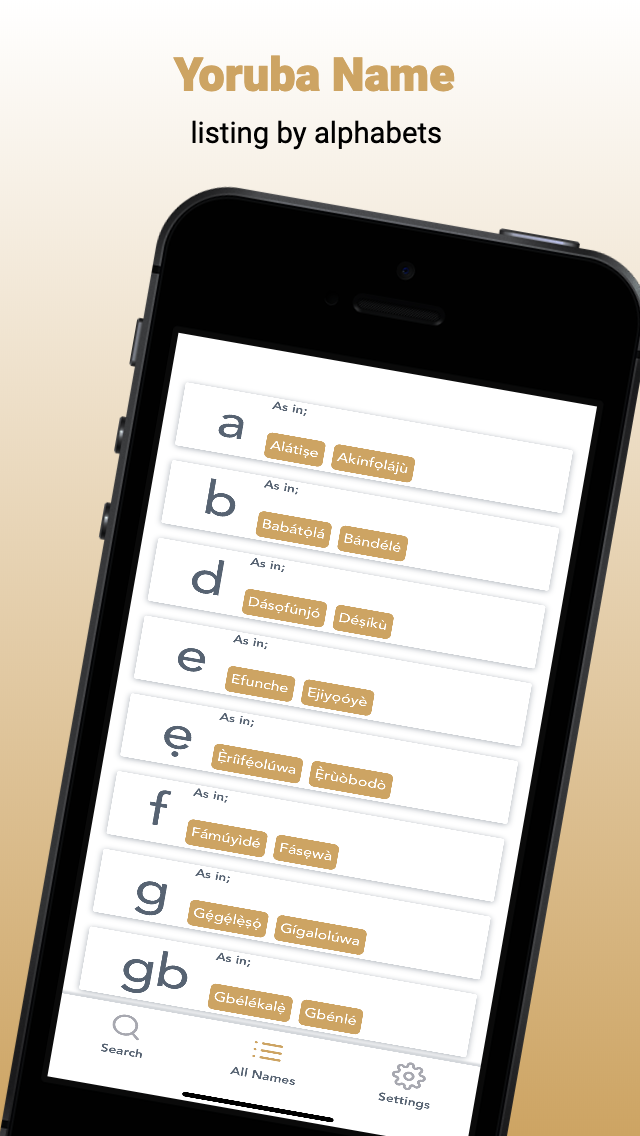 Yoruba Name
listing by alphabets
a
As in;
Alátiṣe Akínfọlájù
b
As in;
Babátọ́lá Bándélé
d
As in;
Dásọfúnjó Déṣíkù
e
As in;
Efunche Ejiyọóyè
ẹ
As in;
Ẹ̀ríìfẹ́olúwa Ẹ̀rùòbodò
f
As in;
Fámúyìdé Fásẹwà
g
As in;
Gẹ́gẹ́lẹ̀ṣọ́ Gígalolúwa
gb
As in;
Gbélékalẹ̀ Gbénlé
Search All Names Settings